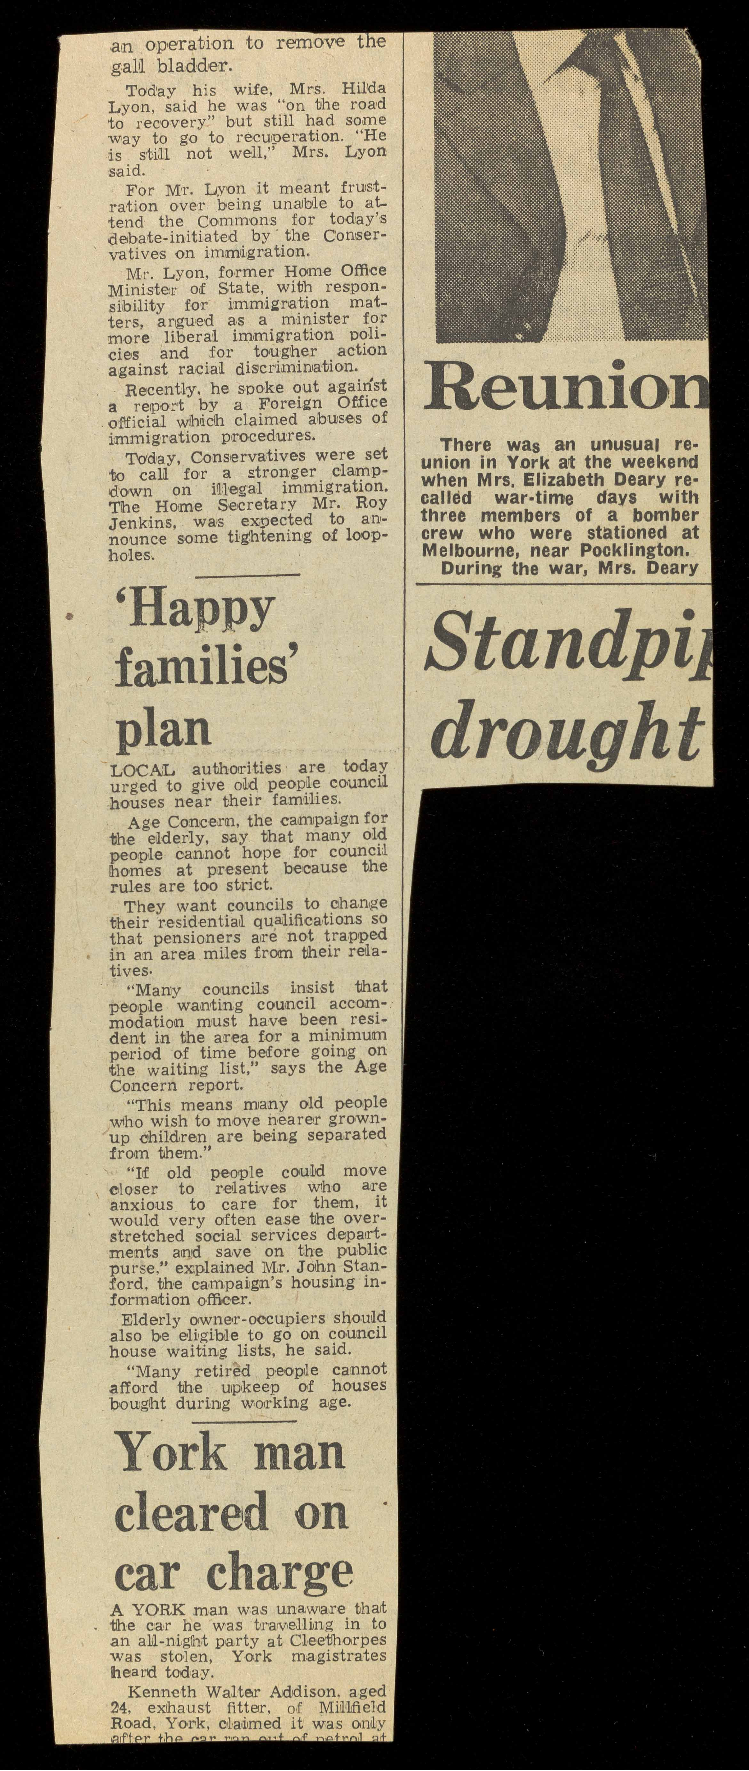 an operation to remove the
gall bladder.
Today his wife, Mrs. Hilda
Lyon, said he was "on the road
to recovery" but still had some
way to go to recuperation. "He
is still not well," Mrs. Lyon
said.
For Mr. Lyon it meant frust-
ration over being unable to at-
tend the Commons for today's
debate-initiated by the Conser-
vatives on immigration.
Mr. Lyon, former Home Office
Minister of State, with respon-
sibility for immigration mat-
ters, argued as a minister for
more liberal immigration poli-
cies and for tougher action
against racial discrimination.
Recently, he spoke out against
a report by a Foreign Office
official which claimed abuses of
immigration procedures.
Today, Conservatives were set
to call for a stronger clamp-
down on illegal immigration.
The Home Secretary Mr. Roy
Jenkins, was expected to an-
nounce some tightening of loop-
holes.
'Happy
families'
plan
LOCAL authorities are today
urged to give old people council
houses near their families.
Age Concern, the campaign for
the elderly, say that many old
people cannot hope for council
homes at present because the
rules are too strict.
They want councils to change
their residential qualifications so
that pensioners are not trapped
in an area miles from their rela-
tives.
"Many councils insist that
people wanting council accom-
modation must have been resi-
dent in the area for a minimum
period of time before going on
the waiting list," says the Age
Concern report.
"This means many old people
who wish to move nearer grown-
up children are being separated
from them."
"If old people could move
closer to relatives who are
anxious to care for them, it
would very often ease the over-
stretched social services depart-
ments and save on the public
purse," explained Mr. John Stan-
ford, the campaign's housing in-
formation officer.
Elderly owner-occupiers should
also be eligible to go on council
house waiting lists, he said.
"Many retired people cannot
afford the upkeep of houses
bought during working age.
York man
cleared on
car charge
A YORK man was unaware that
the car he was travelling in to
an all-night party at Cleethorpes
was stolen, York magistrates
heard today.
Kenneth Walter Addison, aged
24, exhaust fitter, of Millfield
Road, York, claimed it was only
after the car ran out of petrol at
Reunion
There was an unusual re-
union in York at the weekend
when Mrs. Elizabeth Deary re-
called war-time days with
three members of a bomber
crew who were stationed at
Melbourne, near Pocklington.
During the war, Mrs. Deary
Standpip
drought